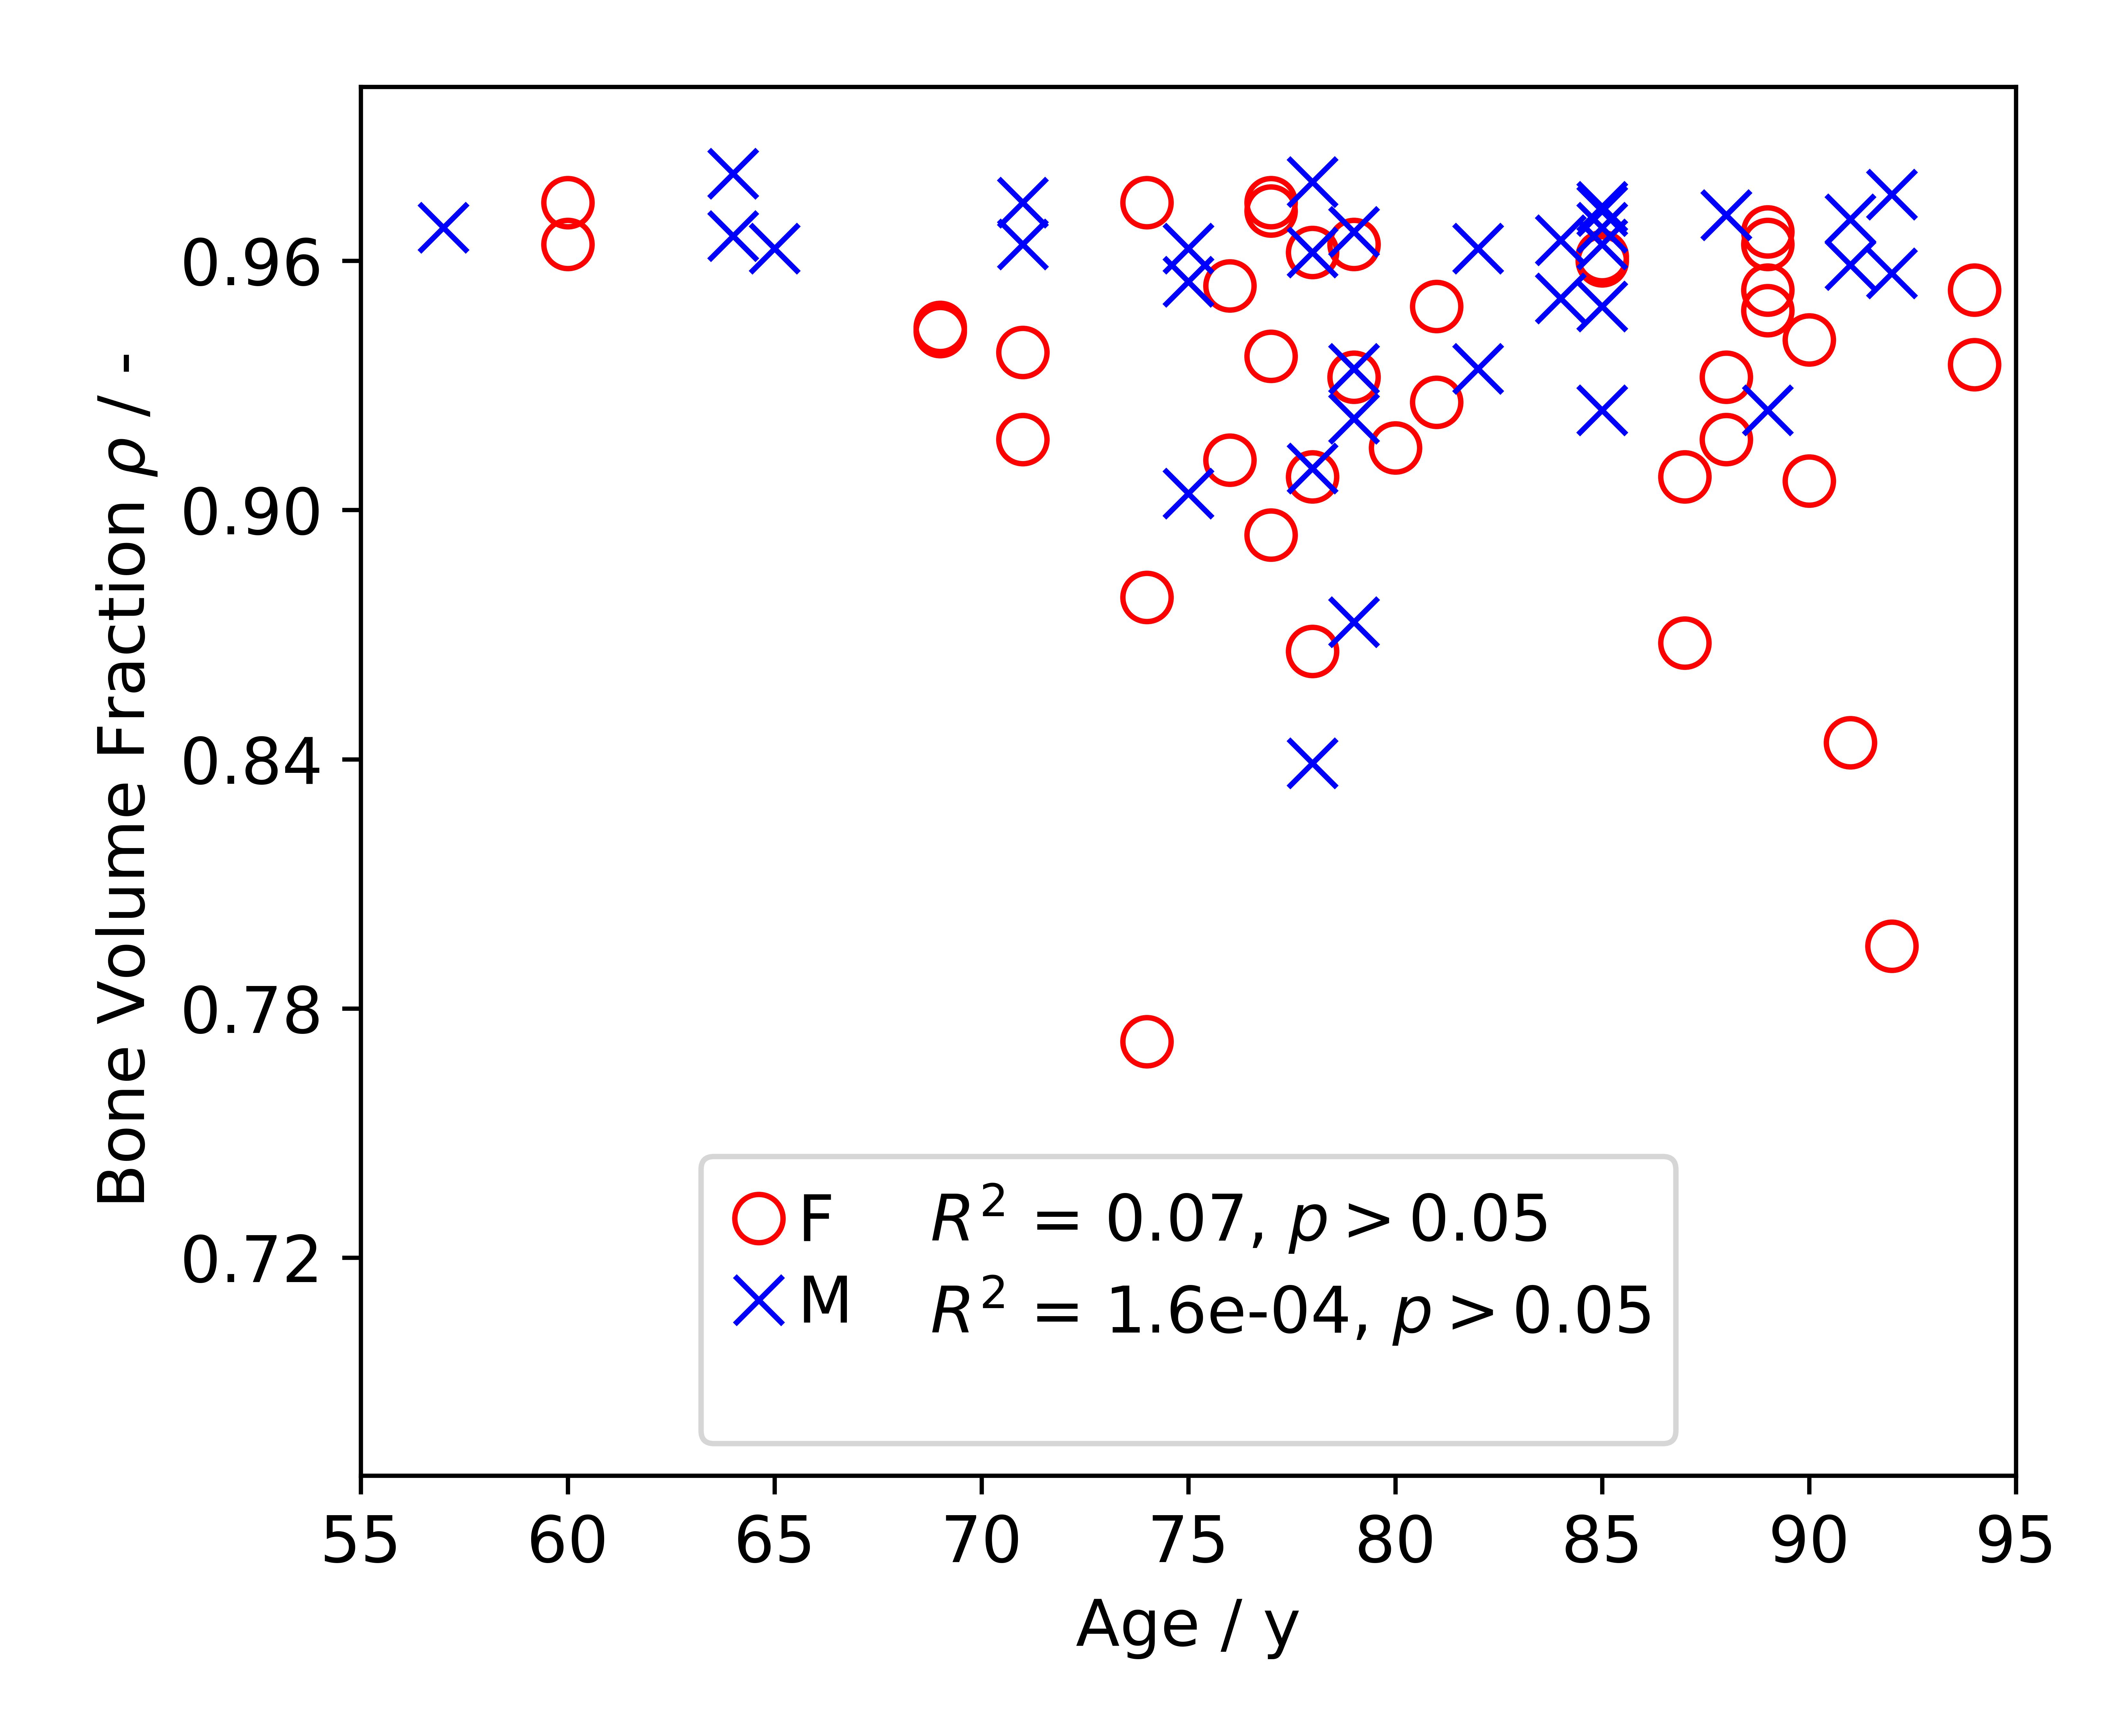 Bone Volume Fraction ρ / -
0.96
0.90
0.84
0.78
0.72
F R² = 0.07, p > 0.05
M R² = 1.6e-04, p > 0.05
55 60 65 70 75 80 85 90 95
Age / y